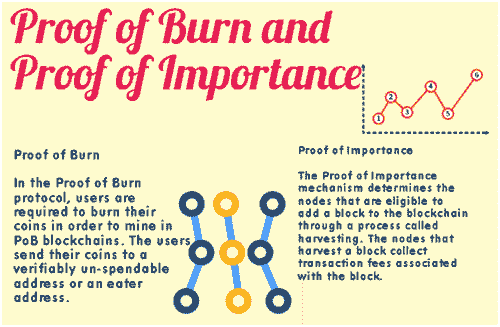 Proof of Burn and
Proof of Importance
1
2
3
4
5
6
Proof of Burn
In the Proof of Burn
protocol, users are
required to burn their
coins in order to mine in
PoB blockchains. The users
send their coins to a
verifiably un-spendable
address or an eater
address.
Proof of Importance
The Proof of Importance
mechanism determines the
nodes that are eligible to
add a block to the blockchain
through a process called
harvesting. The nodes that
harvest a block collect
transaction fees associated
with the block.